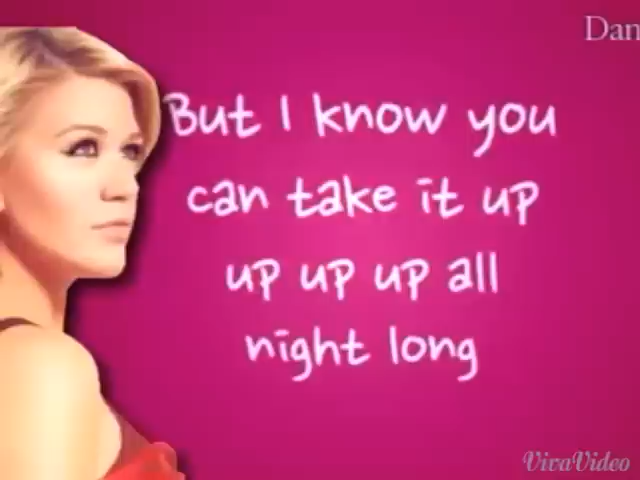 Dan
But I know you
can take it up
up up up all
night long
VivaVideo